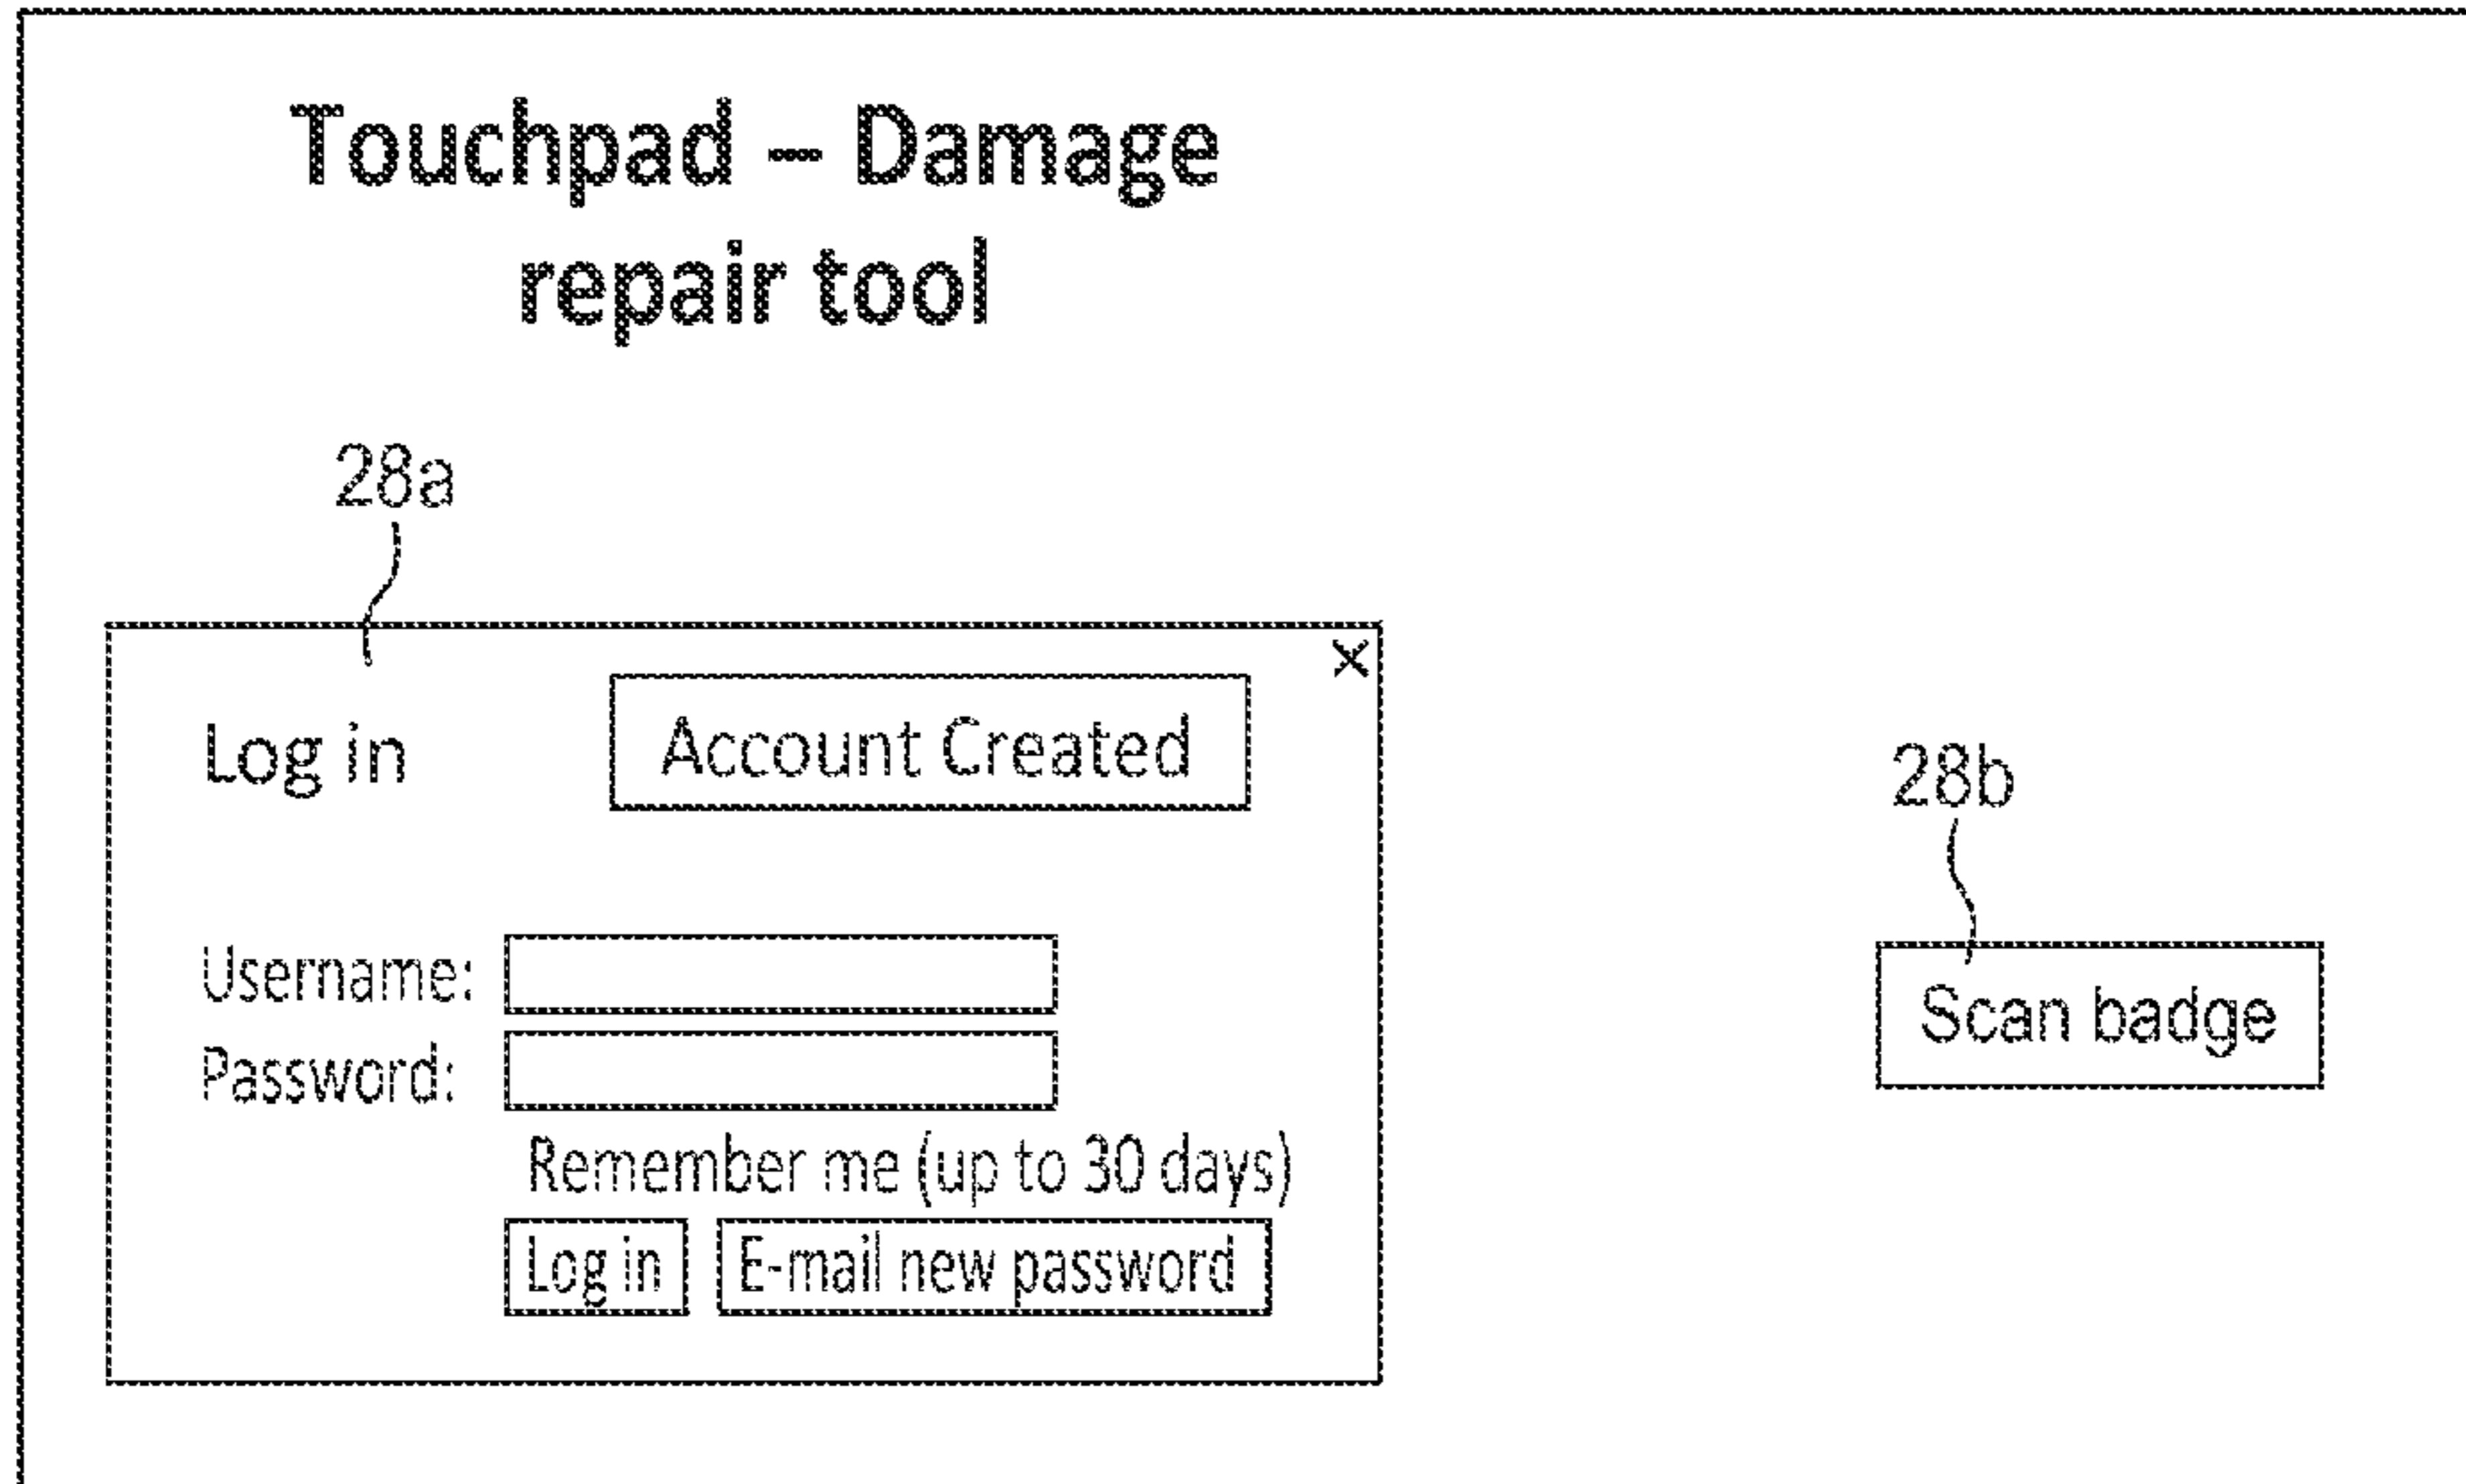 Touchpad – Damage
repair tool
28a
×
Log in
Account Created
28b
Username:
Scan badge
Password:
Remember me (up to 30 days)
Log in
E-mail new password